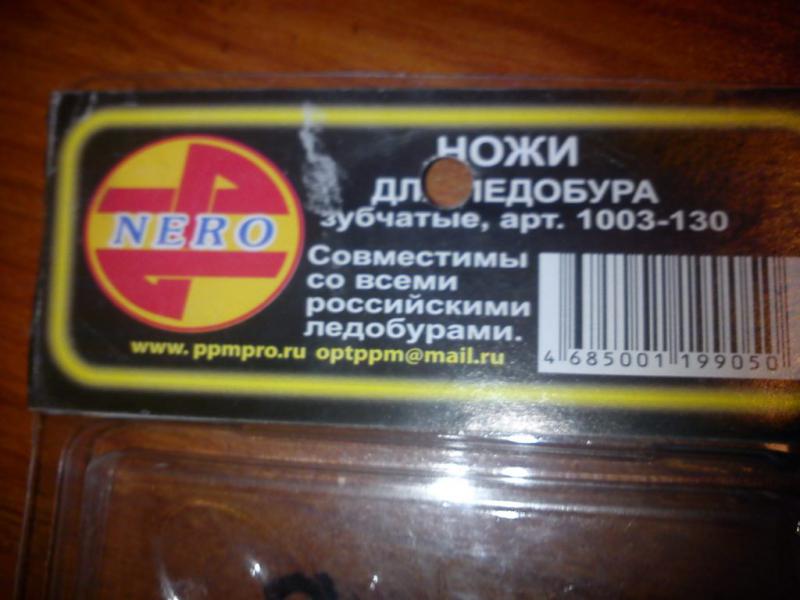 НОЖИ
ДЛЯ ЛЕДОБУРА
зубчатые, арт. 1003-130
NERO
Совместимы
со всеми
российскими
ледобурами.
www.ppmpro.ru optppm@mail.ru
4 685001 199050